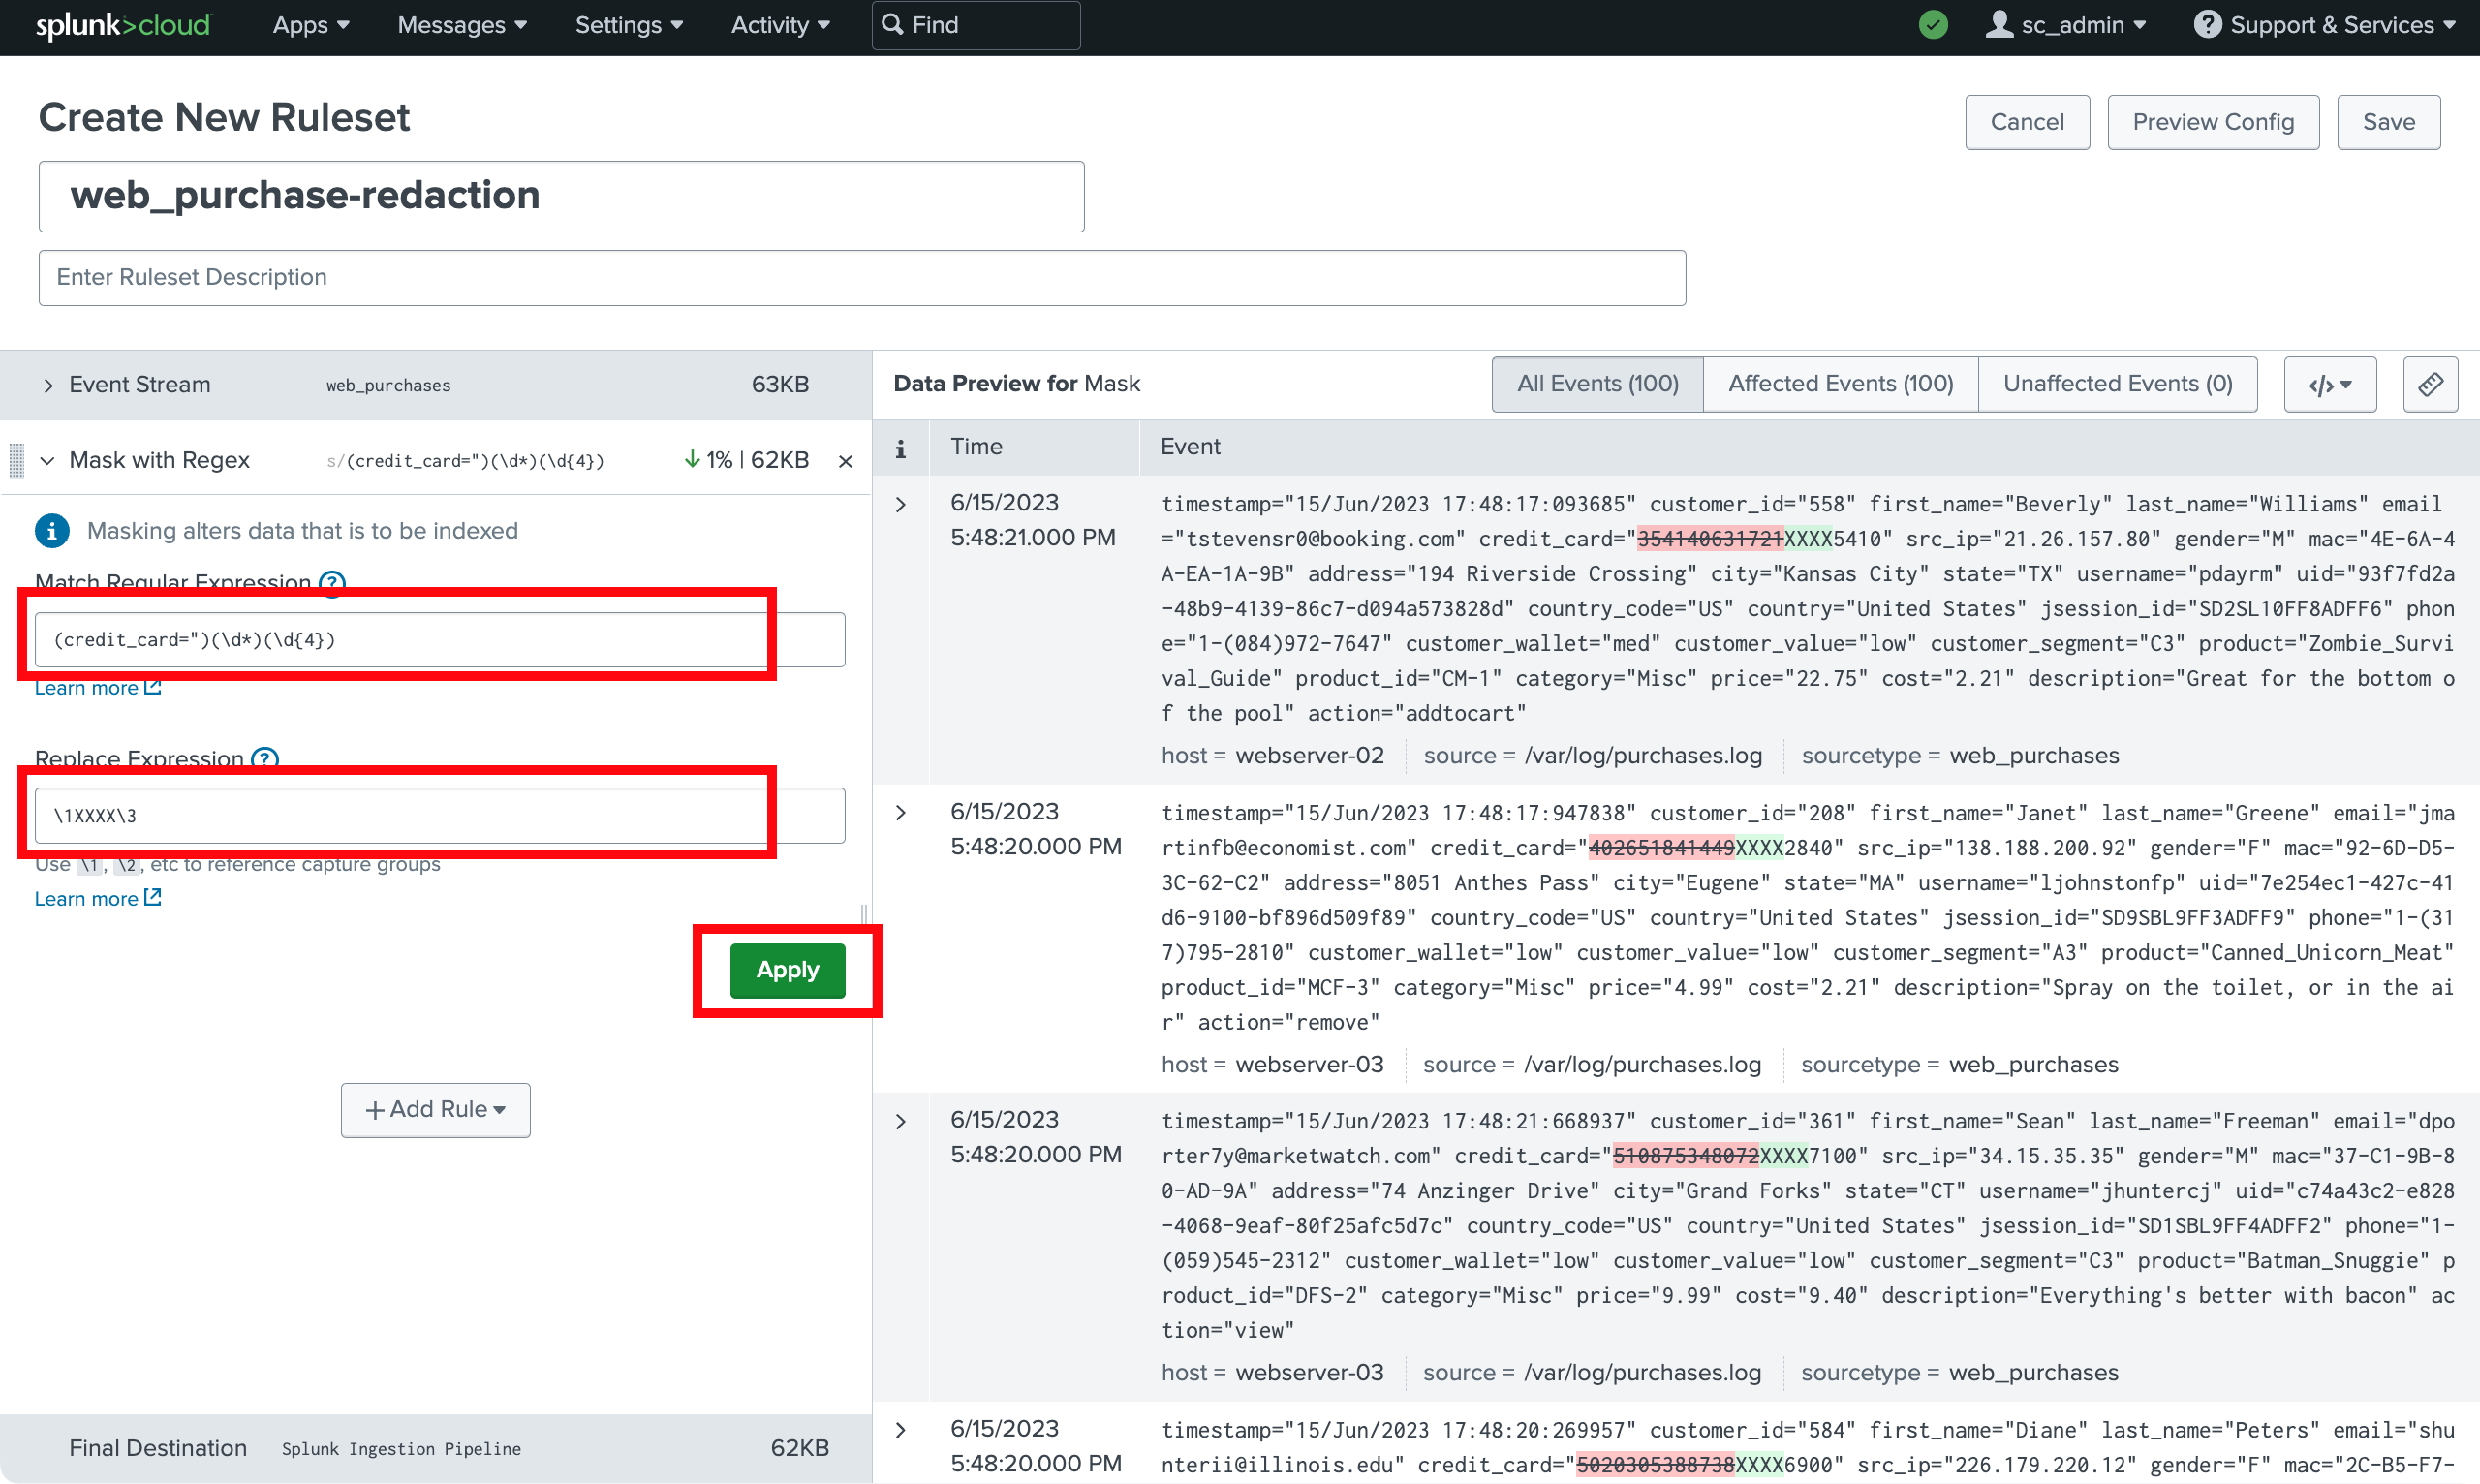 splunk>cloud Apps Messages Settings Activity Find sc_admin Support & Services
Create New Ruleset
Cancel Preview Config Save
web_purchase-redaction
Enter Ruleset Description
Event Stream web_purchases 63KB
Mask with Regex s/(credit_card=")(\d*)(\d{4}) 1% | 62KB
Masking alters data that is to be indexed
Match Regular Expression
(credit_card=")(\d*)(\d{4})
Learn more
Replace Expression
\1XXXX\3
Use \1, \2, etc to reference capture groups
Learn more
Apply
Add Rule
Final Destination Splunk Ingestion Pipeline 62KB
Data Preview for Mask All Events (100) Affected Events (100) Unaffected Events (0)
i Time Event
6/15/2023
5:48:21.000 PM
timestamp="15/Jun/2023 17:48:17:093685" customer_id="558" first_name="Beverly" last_name="Williams" email
="tstevensr0@booking.com" credit_card="354140631721XXXX5410" src_ip="21.26.157.80" gender="M" mac="4E-6A-4
A-EA-1A-9B" address="194 Riverside Crossing" city="Kansas City" state="TX" username="pdayrm" uid="93f7fd2a
-48b9-4139-86c7-d094a573828d" country_code="US" country="United States" jsession_id="SD2SL10FF8ADFF6" phon
e="1-(084)972-7647" customer_wallet="med" customer_value="low" customer_segment="C3" product="Zombie_Survi
val_Guide" product_id="CM-1" category="Misc" price="22.75" cost="2.21" description="Great for the bottom o
f the pool" action="addtocart"
host = webserver-02 source = /var/log/purchases.log sourcetype = web_purchases
6/15/2023
5:48:20.000 PM
timestamp="15/Jun/2023 17:48:17:947838" customer_id="208" first_name="Janet" last_name="Greene" email="jma
rtinfb@economist.com" credit_card="402651841449XXXX2840" src_ip="138.188.200.92" gender="F" mac="92-6D-D5-
3C-62-C2" address="8051 Anthes Pass" city="Eugene" state="MA" username="ljohnstonfp" uid="7e254ec1-427c-41
d6-9100-bf896d509f89" country_code="US" country="United States" jsession_id="SD9SBL9FF3ADFF9" phone="1-(31
7)795-2810" customer_wallet="low" customer_value="low" customer_segment="A3" product="Canned_Unicorn_Meat"
product_id="MCF-3" category="Misc" price="4.99" cost="2.21" description="Spray on the toilet, or in the ai
r" action="remove"
host = webserver-03 source = /var/log/purchases.log sourcetype = web_purchases
6/15/2023
5:48:20.000 PM
timestamp="15/Jun/2023 17:48:21:668937" customer_id="361" first_name="Sean" last_name="Freeman" email="dpo
rter7y@marketwatch.com" credit_card="510875348072XXXX7100" src_ip="34.15.35.35" gender="M" mac="37-C1-9B-8
0-AD-9A" address="74 Anzinger Drive" city="Grand Forks" state="CT" username="jhuntercj" uid="c74a43c2-e828
-4068-9eaf-80f25afc5d7c" country_code="US" country="United States" jsession_id="SD1SBL9FF4ADFF2" phone="1-
(059)545-2312" customer_wallet="low" customer_value="low" customer_segment="C3" product="Batman_Snuggie" p
roduct_id="DFS-2" category="Misc" price="9.99" cost="9.40" description="Everything's better with bacon" ac
tion="view"
host = webserver-03 source = /var/log/purchases.log sourcetype = web_purchases
6/15/2023
5:48:20.000 PM
timestamp="15/Jun/2023 17:48:20:269957" customer_id="584" first_name="Diane" last_name="Peters" email="shu
nterii@illinois.edu" credit_card="5020305388738XXXX6900" src_ip="226.179.220.12" gender="F" mac="2C-B5-F7-